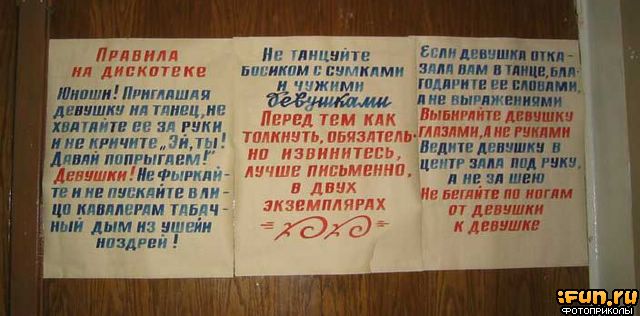 Правила
на дискотеке
Юноши! Приглашая
девушку на танец, не
хватайте ее за руки
и не кричите „Эй, ты!
Давай попрыгаем!"
Девушки! Не фыркай-
те и не пускайте в ли-
цо кавалерам табач-
ный дым из ушей и
ноздрей!
Не танцуйте
босиком с сумками
и чужими
девушками
Перед тем как
толкнуть, обязатель-
но извинитесь,
лучше письменно,
в двух
экземплярах
Если девушка отка-
зала вам в танце, бла-
годарите ее словами,
а не выражениями
Выбирайте девушку
глазами, а не руками
Ведите девушку в
центр зала под руку,
а не за шею
Не бегайте по ногам
от девушки
к девушке
iFun.ru
ФОТОПРИКОЛЫ